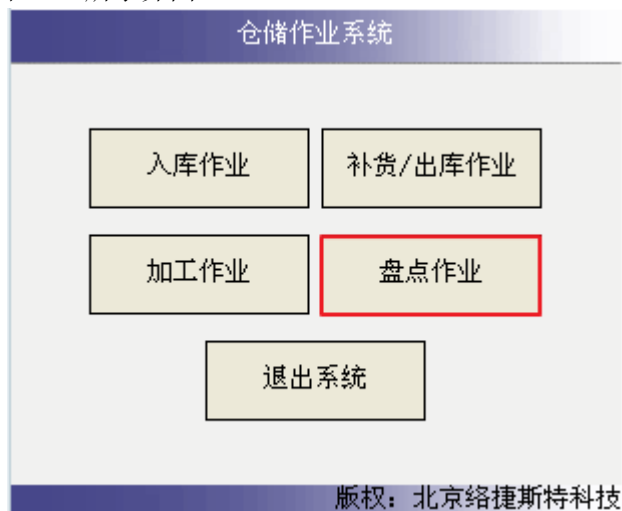 仓储作业系统
入库作业
补货/出库作业
加工作业
盘点作业
退出系统
版权：北京络捷斯特科技